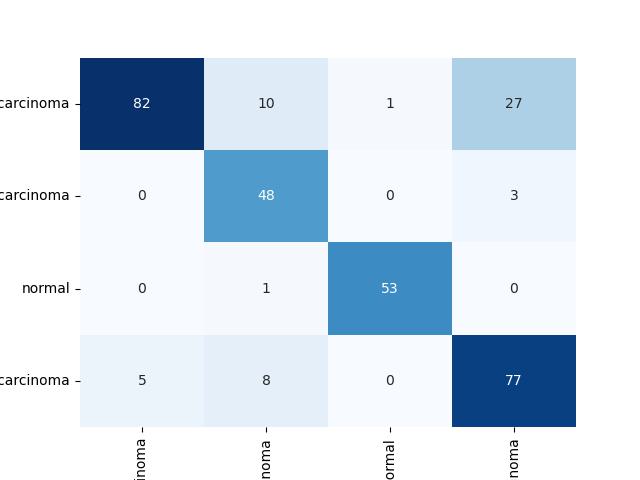 carcinoma 82 10 1 27
carcinoma 0 48 0 3
normal 0 1 53 0
carcinoma 5 8 0 77
inoma noma ormal noma